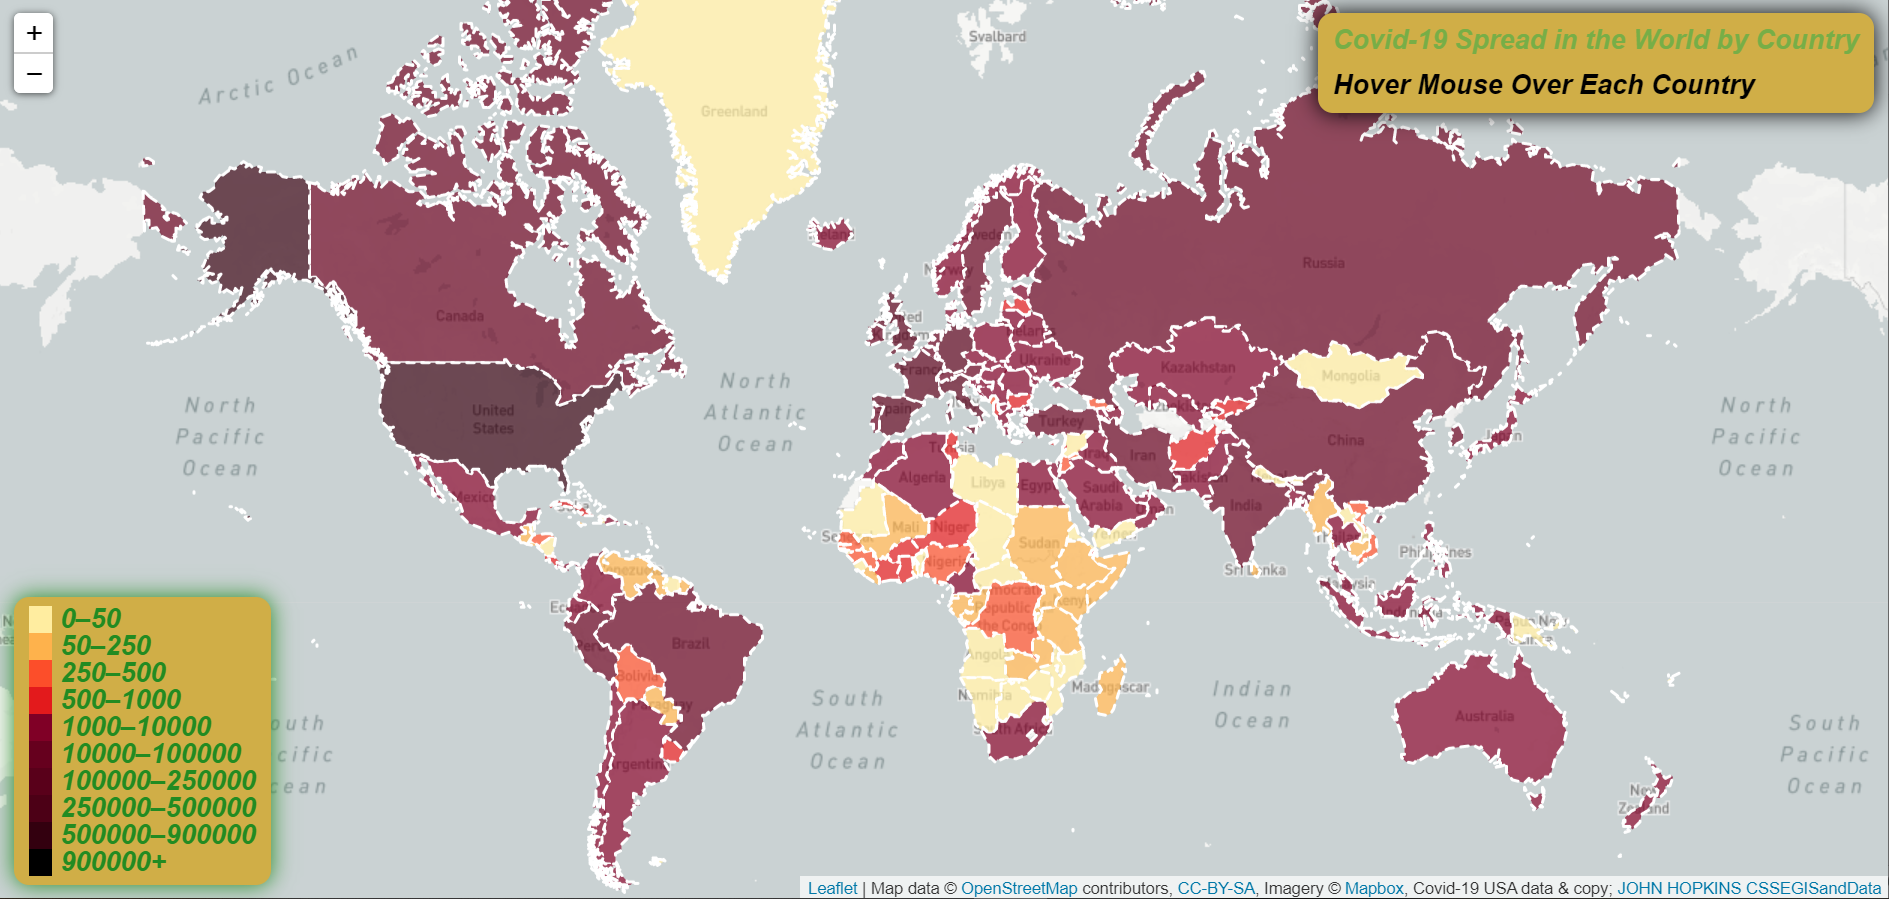 +
−
Covid-19 Spread in the World by Country
Hover Mouse Over Each Country
Arctic Ocean
Svalbard
Greenland
Russia
Canada
Ukraine
Kazakhstan
Mongolia
North
Pacific
Ocean
United
States
North
Atlantic
Ocean
Turkey
Iran
China
North
Pacific
Ocean
Algeria
Libya
Saudi
Arabia
India
Mexico
Mali
Niger
Sudan
Philippines
Sri Lanka
Brazil
Bolivia
Paraguay
Madagascar
South
Atlantic
Ocean
Indian
Ocean
Australia
South
Pacific
Ocean
0–50
50–250
250–500
500–1000
1000–10000
10000–100000
100000–250000
250000–500000
500000–900000
900000+
Leaflet | Map data © OpenStreetMap contributors, CC-BY-SA, Imagery © Mapbox, Covid-19 USA data & copy; JOHN HOPKINS CSSEGISandData